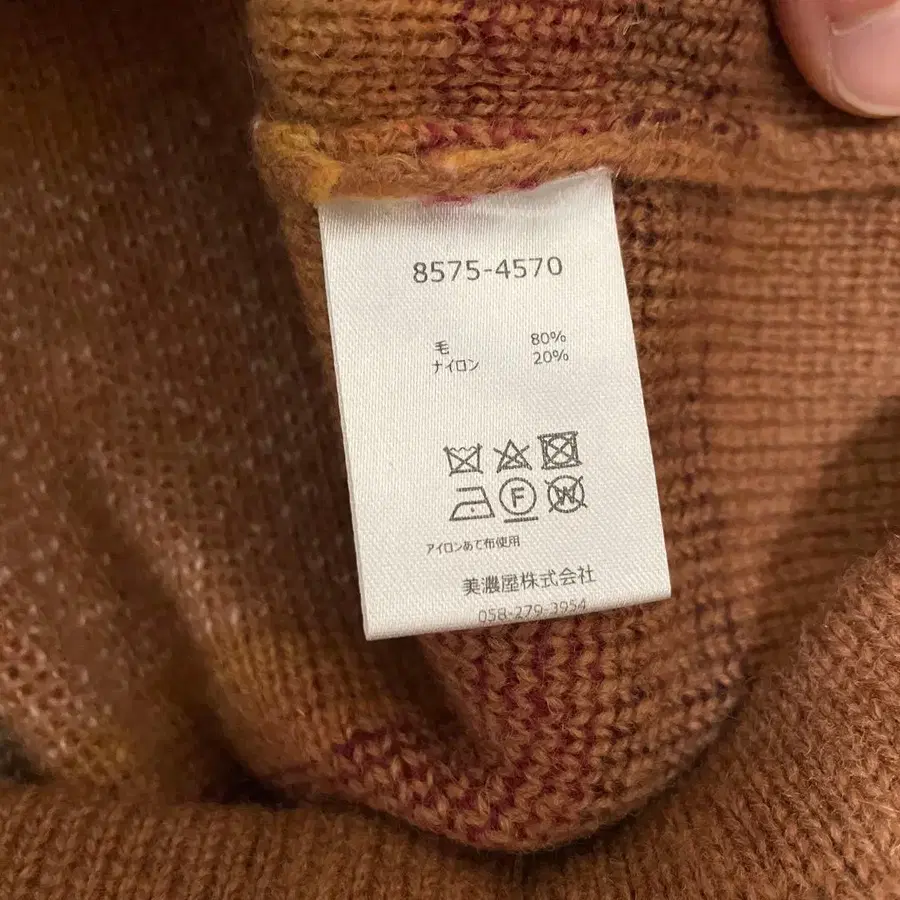 8575-4570
毛 80%
ナイロン 20%
F W
アイロンあて布使用
美濃屋株式会社
058-279-3954